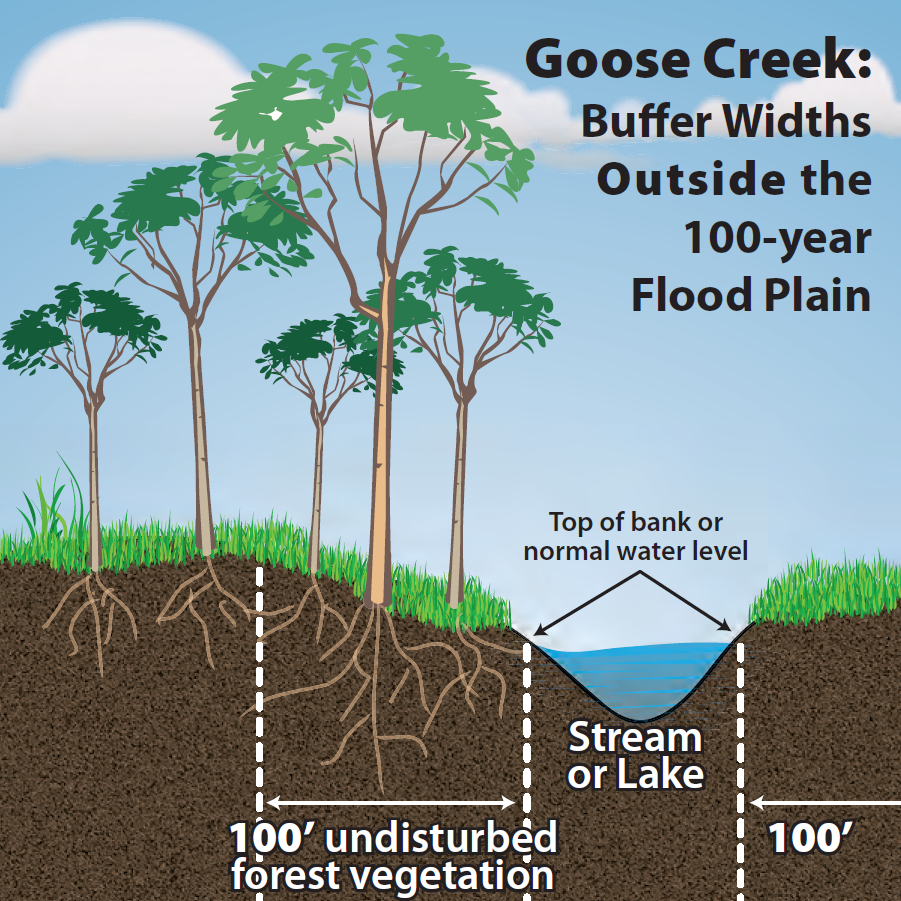 Goose Creek:
Buffer Widths
Outside the
100-year
Flood Plain
Top of bank or
normal water level
Stream
or Lake
100’ undisturbed
forest vegetation
100’